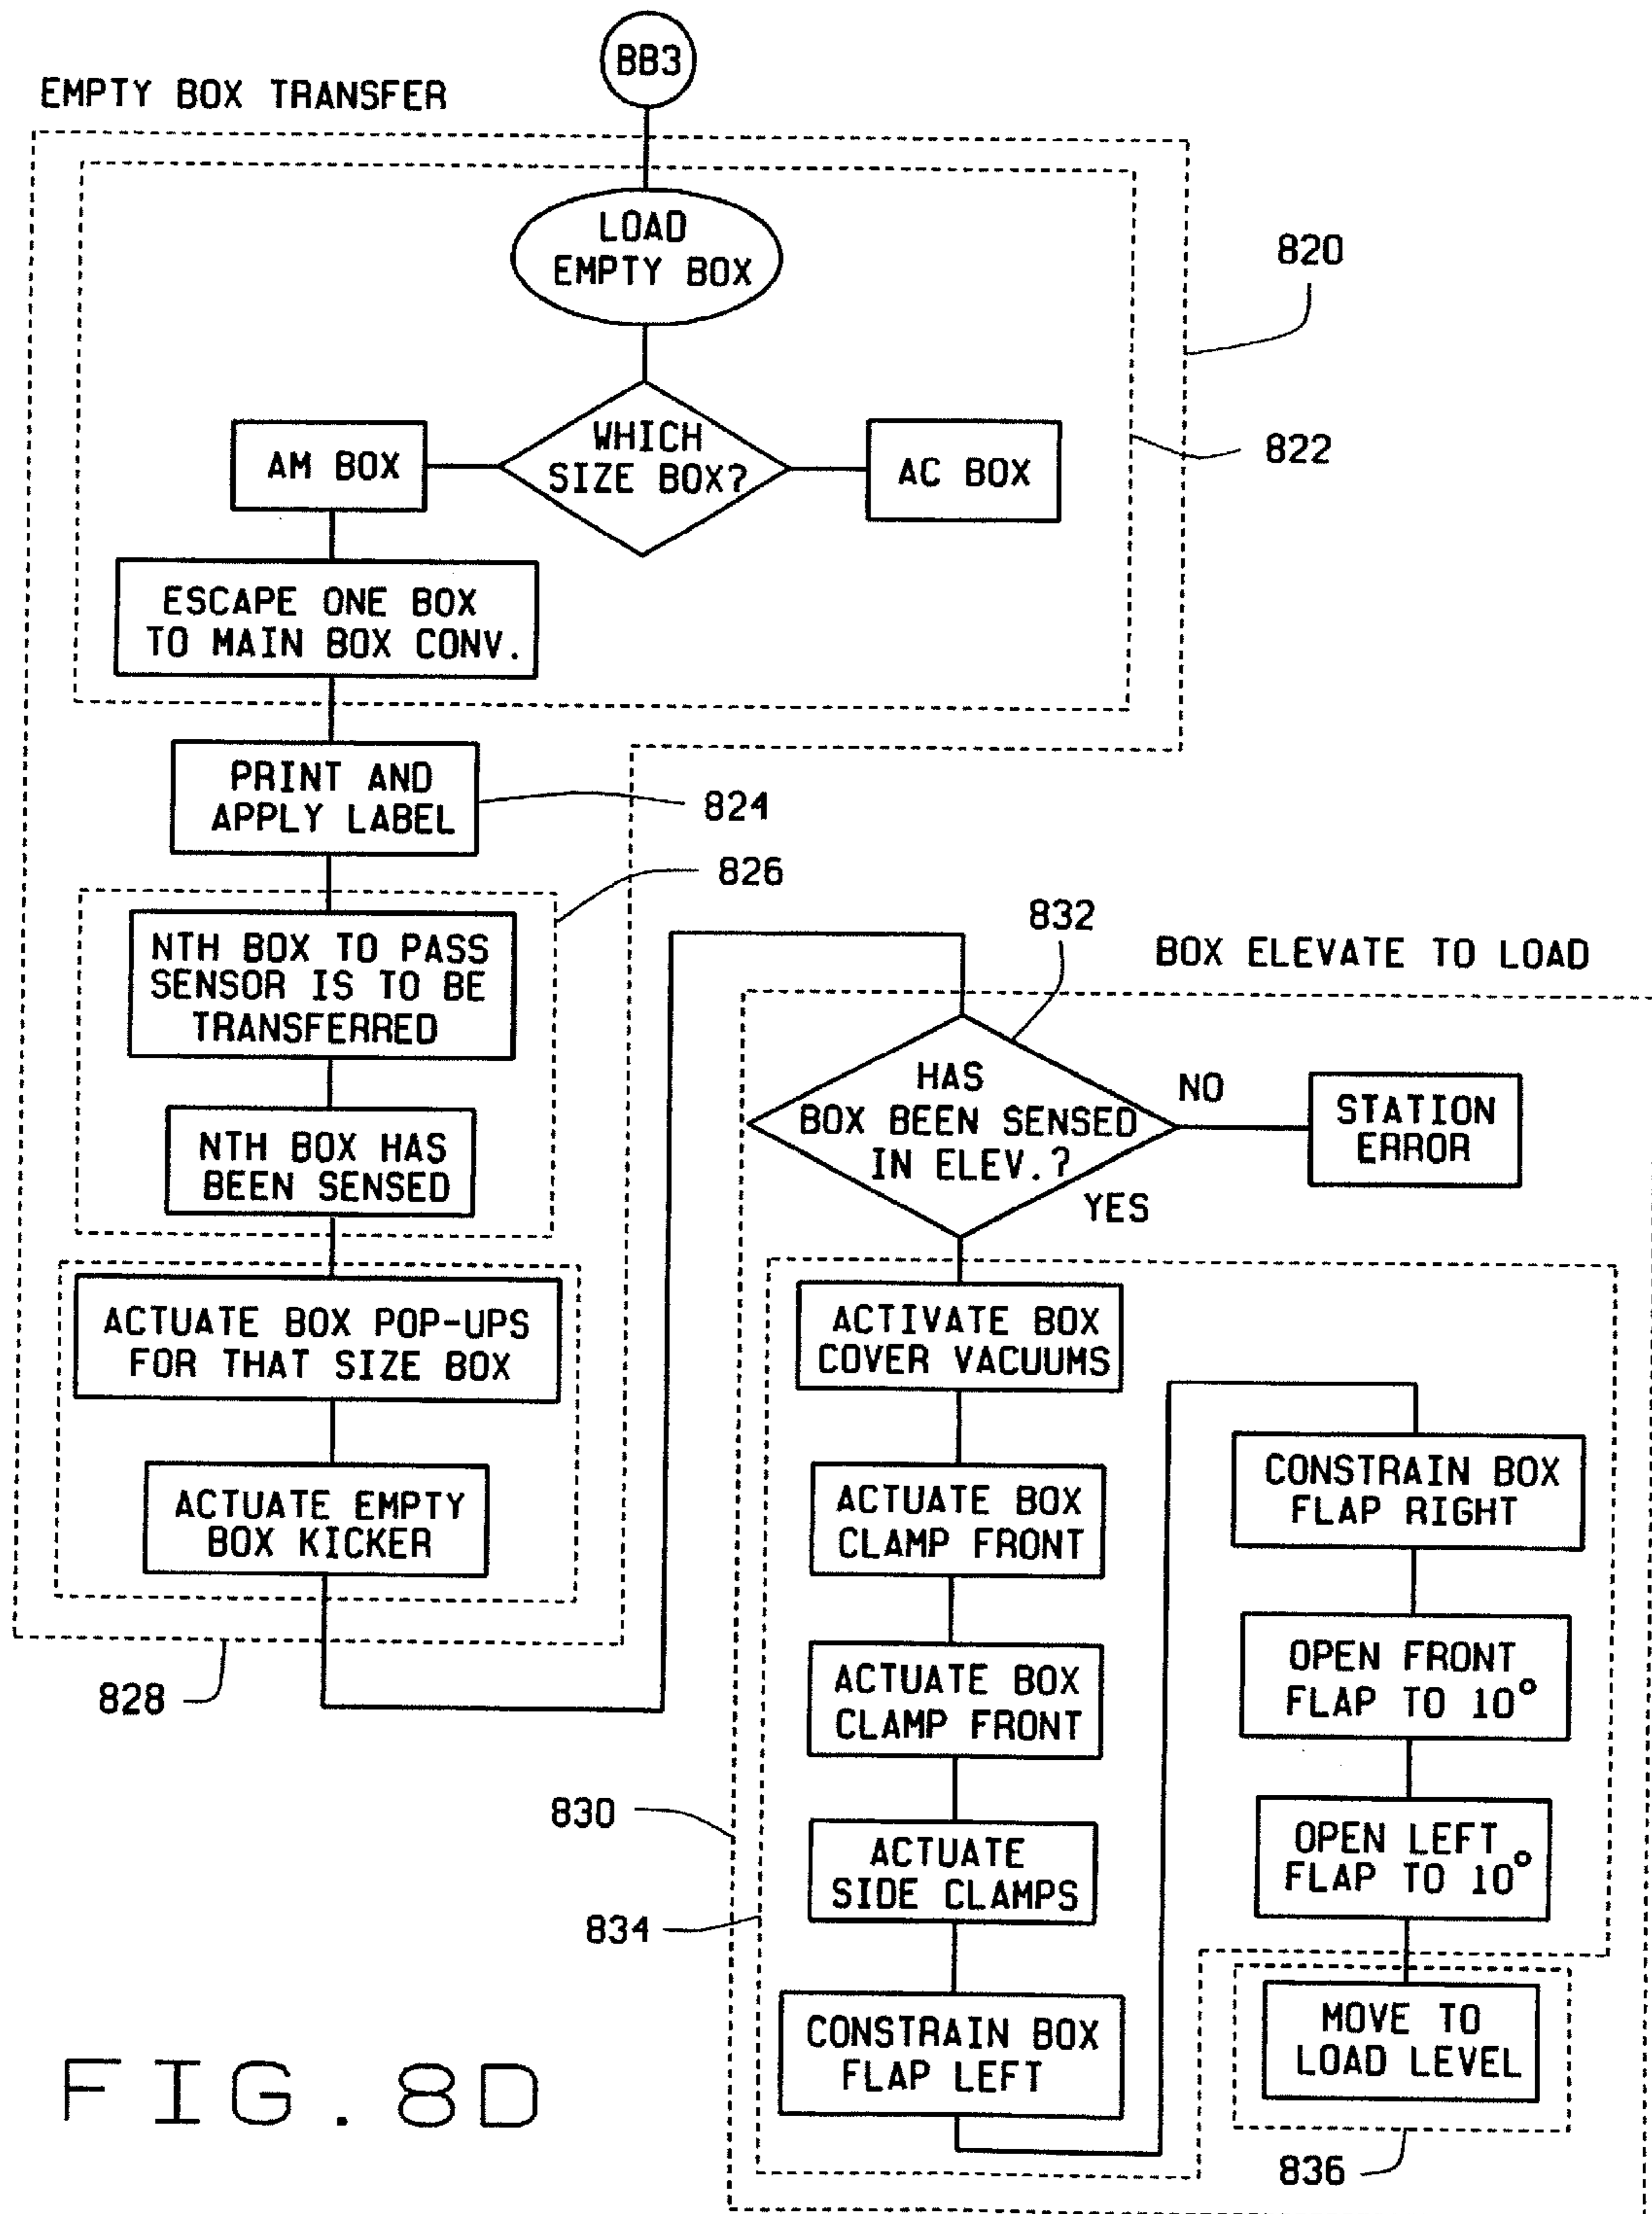 BB3
EMPTY BOX TRANSFER
LOAD
EMPTY BOX
820
WHICH
SIZE BOX?
AM BOX
AC BOX
822
ESCAPE ONE BOX
TO MAIN BOX CONV.
PRINT AND
APPLY LABEL
824
826
NTH BOX TO PASS
SENSOR IS TO BE
TRANSFERRED
NTH BOX HAS
BEEN SENSED
ACTUATE BOX POP-UPS
FOR THAT SIZE BOX
ACTUATE EMPTY
BOX KICKER
828
832
BOX ELEVATE TO LOAD
HAS
BOX BEEN SENSED
IN ELEV.?
NO
STATION
ERROR
YES
ACTIVATE BOX
COVER VACUUMS
ACTUATE BOX
CLAMP FRONT
ACTUATE BOX
CLAMP FRONT
830
ACTUATE
SIDE CLAMPS
834
CONSTRAIN BOX
FLAP LEFT
CONSTRAIN BOX
FLAP RIGHT
OPEN FRONT
FLAP TO 10°
OPEN LEFT
FLAP TO 10°
MOVE TO
LOAD LEVEL
836
FIG. 8D